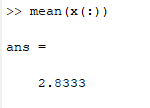 >> mean(x(:))
ans =
2.8333